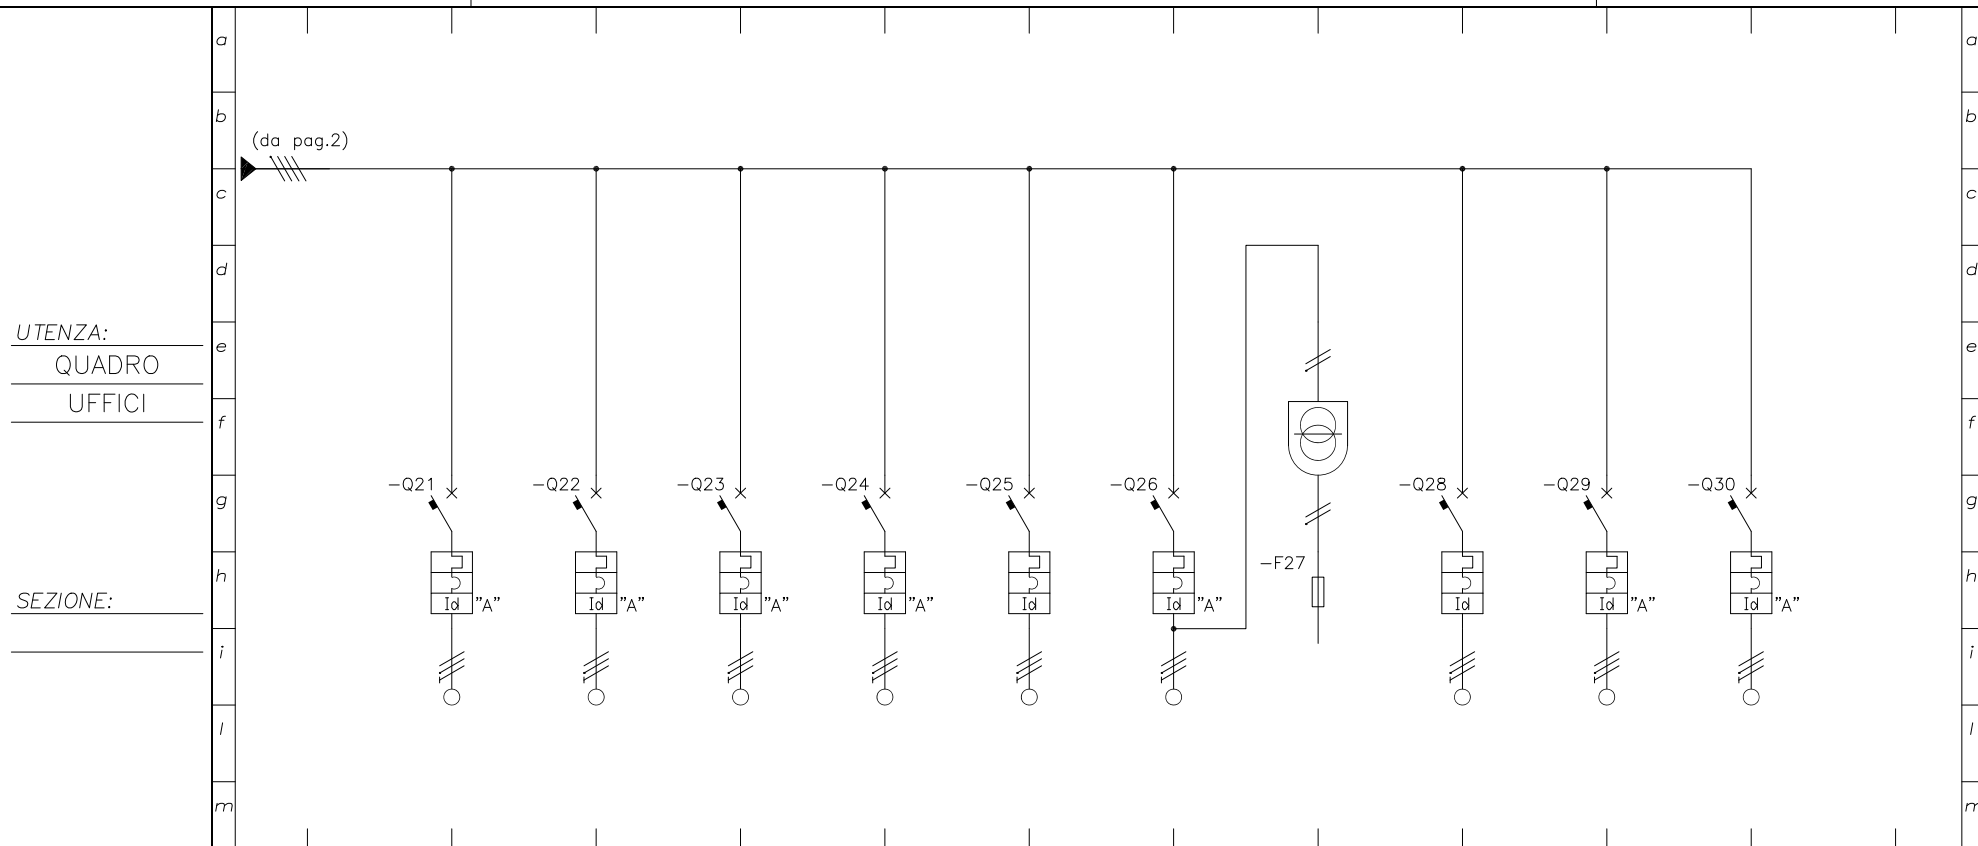 a a
b b
(da pag.2)
c c
d d
UTENZA:
e e
QUADRO
UFFICI
f f
-Q21 -Q22 -Q23 -Q24 -Q25 -Q26 -Q28 -Q29 -Q30
g g
-F27
h h
SEZIONE:
Id "A" Id "A" Id "A" Id "A" Id Id "A" Id Id "A" Id "A"
i i
l l
m m